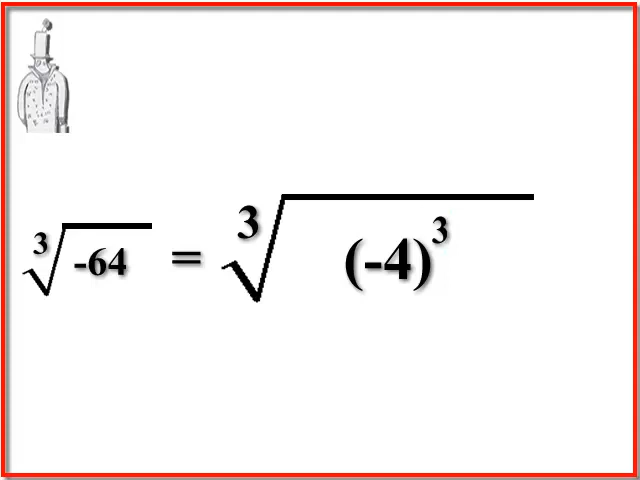 ∛-64 = ∛(-4)³